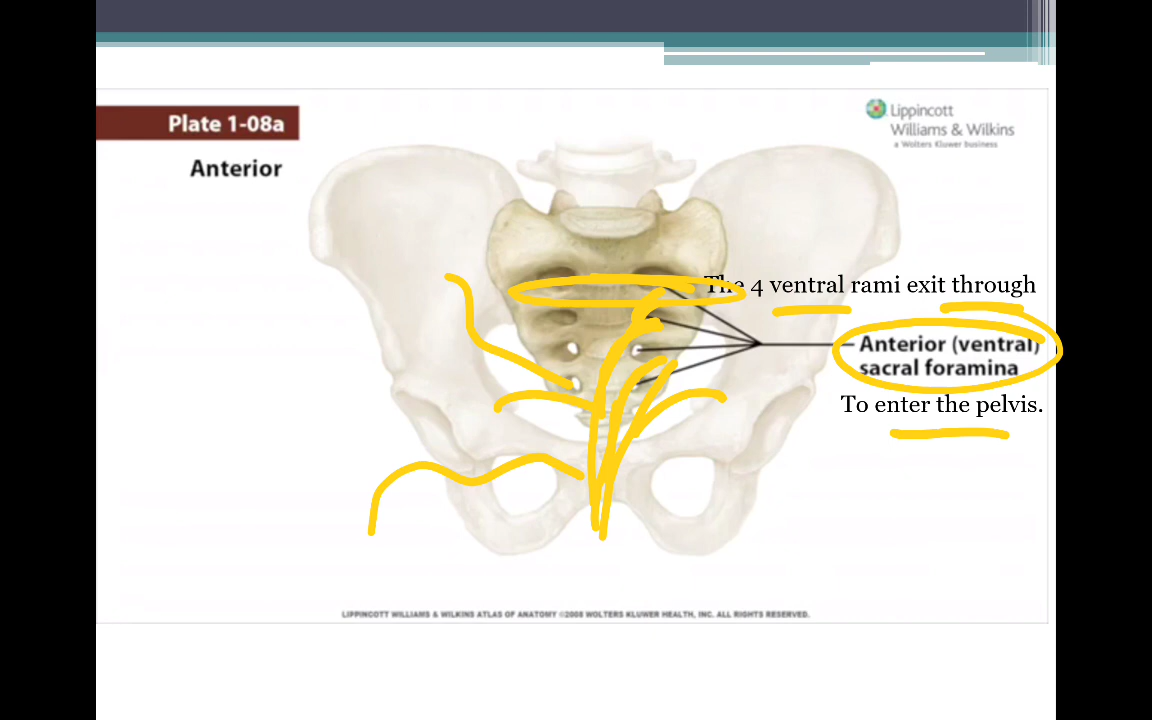 Plate 1-08a
Lippincott
Williams & Wilkins
a Wolters Kluwer business
Anterior
The 4 ventral rami exit through
Anterior (ventral)
sacral foramina
To enter the pelvis.
LIPPINCOTT WILLIAMS & WILKINS ATLAS OF ANATOMY ©2008 WOLTERS KLUWER HEALTH, INC. ALL RIGHTS RESERVED.